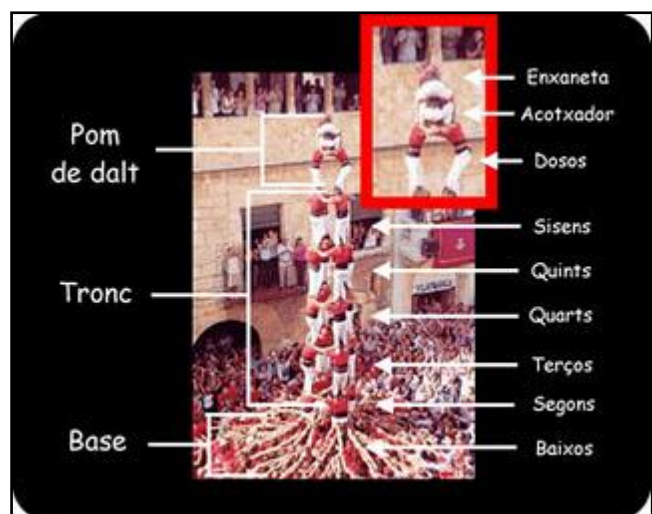 Pom
de dalt
Tronc
Base
Enxaneta
Acotxador
Dosos
Sisens
Quints
Quarts
Terços
Segons
Baixos